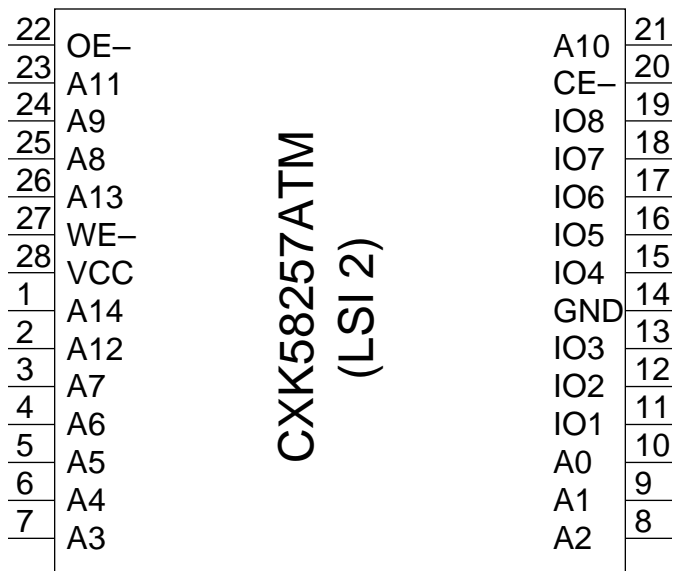 22 OE– A10 21
23 A11 CE– 20
24 A9 IO8 19
25 A8 IO7 18
26 A13 IO6 17
27 WE– IO5 16
28 VCC IO4 15
1 A14 GND 14
2 A12 IO3 13
3 A7 IO2 12
4 A6 IO1 11
5 A5 A0 10
6 A4 A1 9
7 A3 A2 8
CXK58257ATM
(LSI 2)